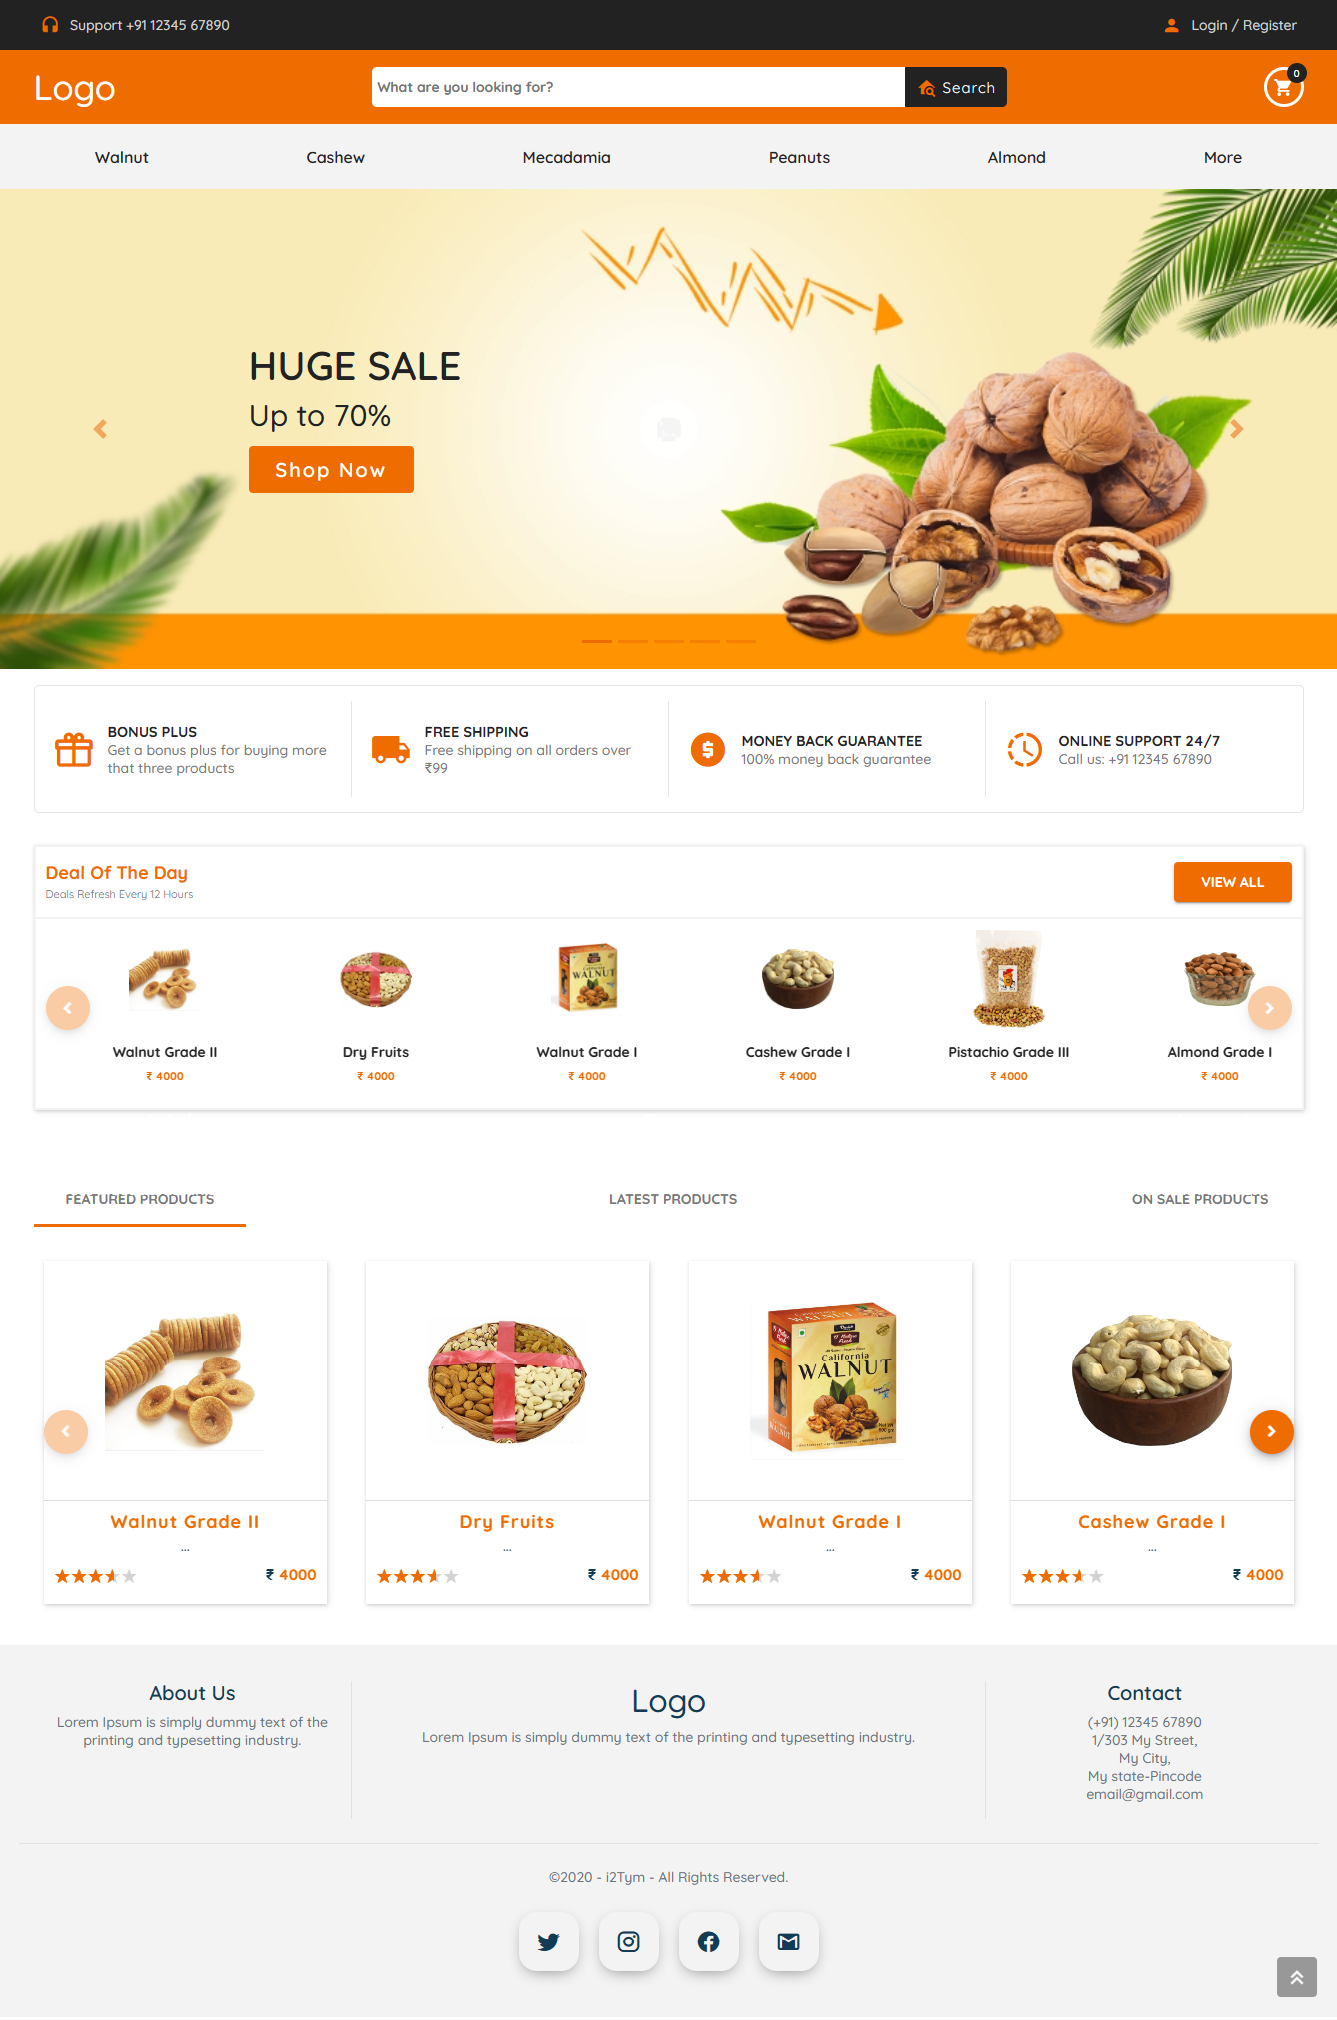 Support +91 12345 67890
Login / Register
Logo
What are you looking for?
Search
0
Walnut
Cashew
Mecadamia
Peanuts
Almond
More
HUGE SALE
Up to 70%
Shop Now
BONUS PLUS
Get a bonus plus for buying more
that three products
FREE SHIPPING
Free shipping on all orders over
₹99
MONEY BACK GUARANTEE
100% money back guarantee
ONLINE SUPPORT 24/7
Call us: +91 12345 67890
Deal Of The Day
Deals Refresh Every 12 Hours
VIEW ALL
WALNUT
Walnut Grade II
Dry Fruits
Walnut Grade I
Cashew Grade I
Pistachio Grade III
Almond Grade I
₹ 4000
₹ 4000
₹ 4000
₹ 4000
₹ 4000
₹ 4000
FEATURED PRODUCTS
LATEST PRODUCTS
ON SALE PRODUCTS
California
WALNUT
Walnut Grade II
...
₹ 4000
Dry Fruits
...
₹ 4000
Walnut Grade I
...
₹ 4000
Cashew Grade I
...
₹ 4000
About Us
Lorem Ipsum is simply dummy text of the
printing and typesetting industry.
Logo
Lorem Ipsum is simply dummy text of the printing and typesetting industry.
Contact
(+91) 12345 67890
1/303 My Street,
My City,
My state-Pincode
email@gmail.com
©2020 - i2Tym - All Rights Reserved.